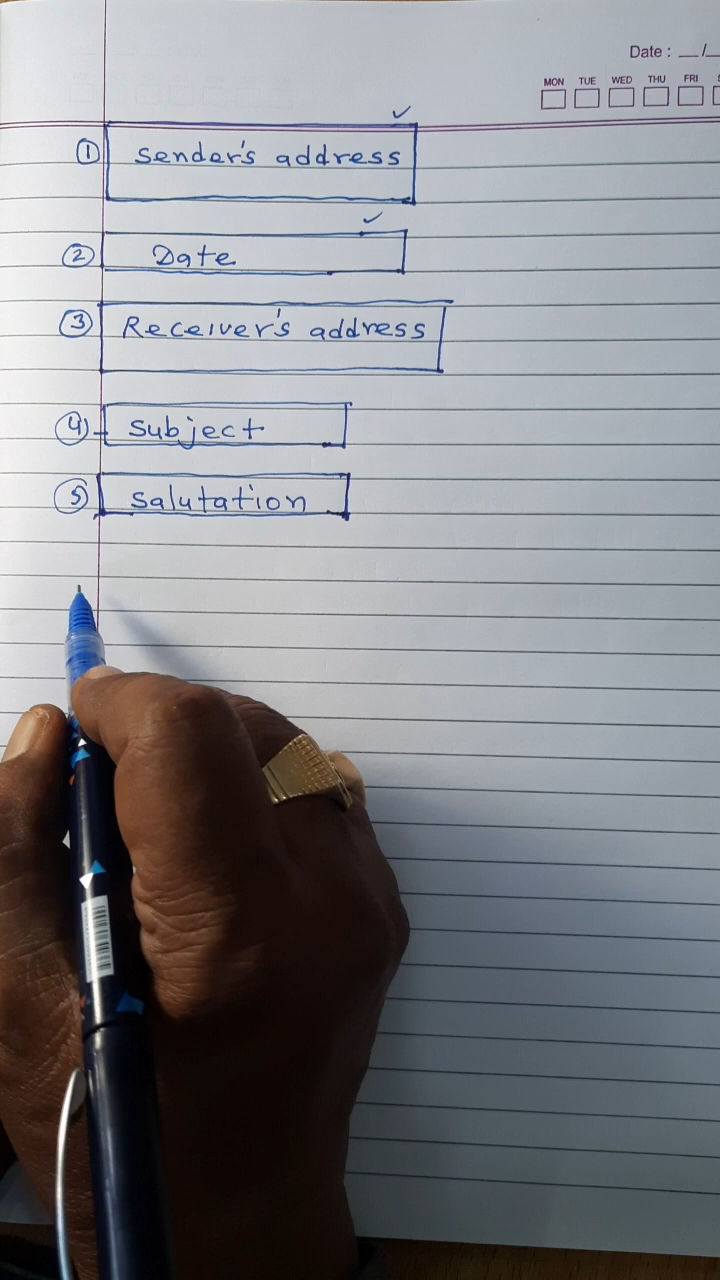 Date : __/_
MON TUE WED THU FRI
① Sender's address
② Date
③ Receiver's address
④ Subject
⑤ Salutation